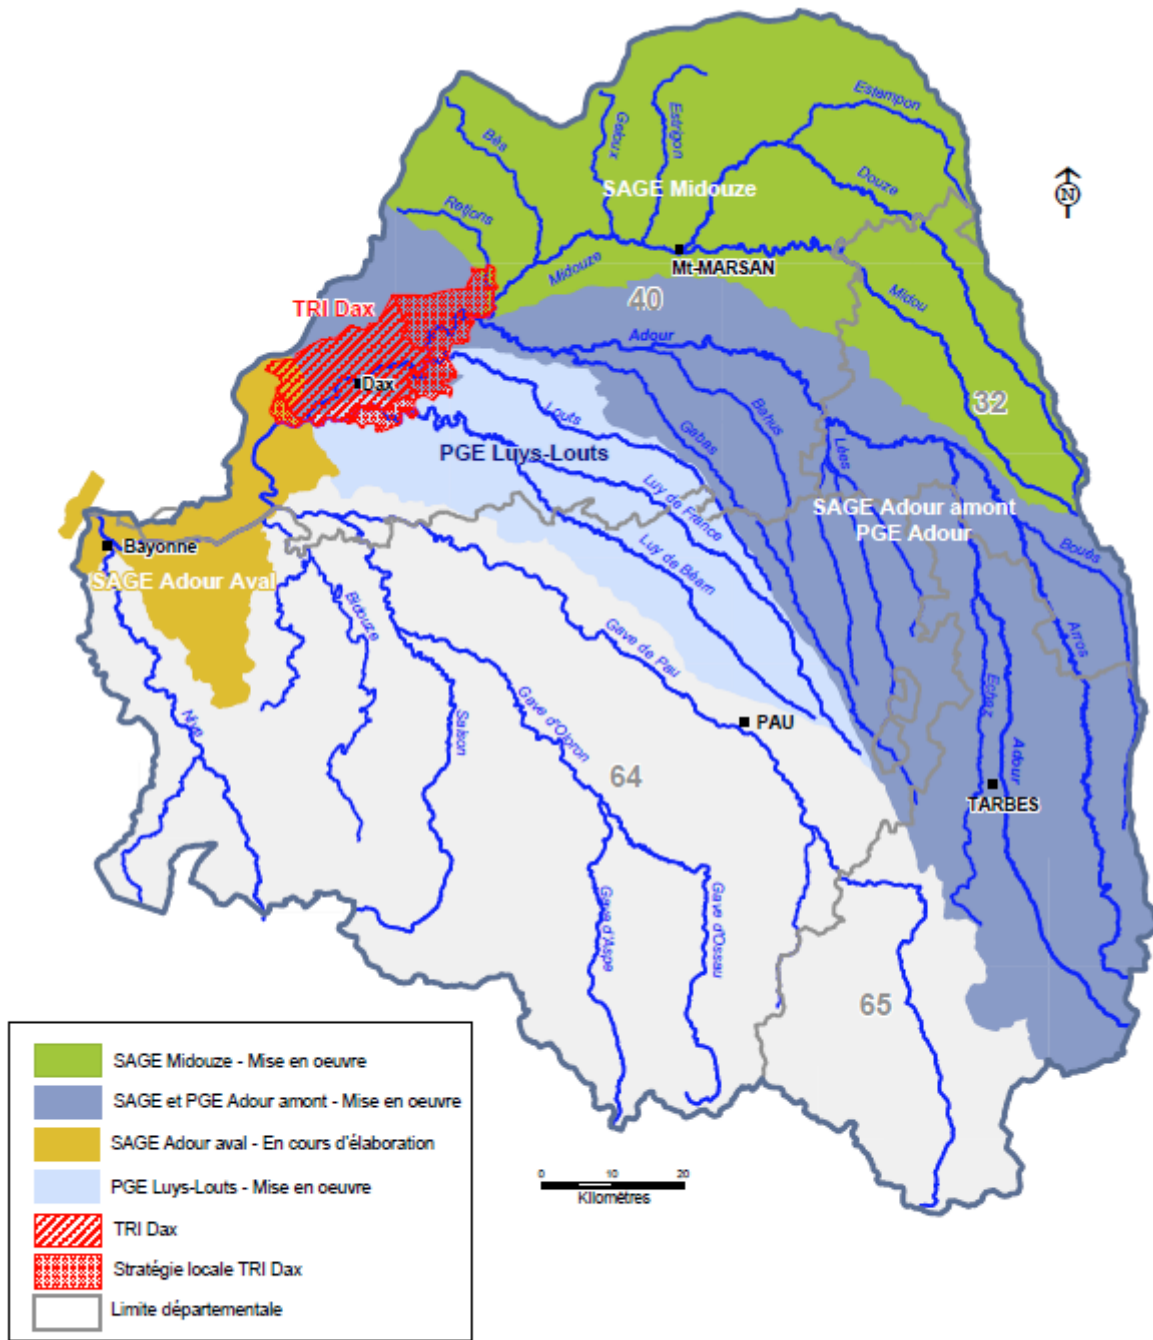 Estampon
Bès
Geloux
Estrigon
Douze
SAGE Midouze
Retjons
N
Midouze
Mt-MARSAN
Midou
TRI Dax
40
Adour
Dax
32
Louts
Bahus
Gabas
Lées
PGE Luys-Louts
Luy de France
SAGE Adour amont
PGE Adour
Bayonne
Luy de Béarn
Bouès
SAGE Adour Aval
Bidouze
Gave de Pau
Arros
Echez
Nive
Saison
Gave d'Oloron
PAU
Adour
64
TARBES
Gave d'Aspe
Gave d'Ossau
65
SAGE Midouze - Mise en oeuvre
SAGE et PGE Adour amont - Mise en oeuvre
SAGE Adour aval - En cours d'élaboration
PGE Luys-Louts - Mise en oeuvre
TRI Dax
Stratégie locale TRI Dax
Limite départementale
0 10 20
Kilomètres